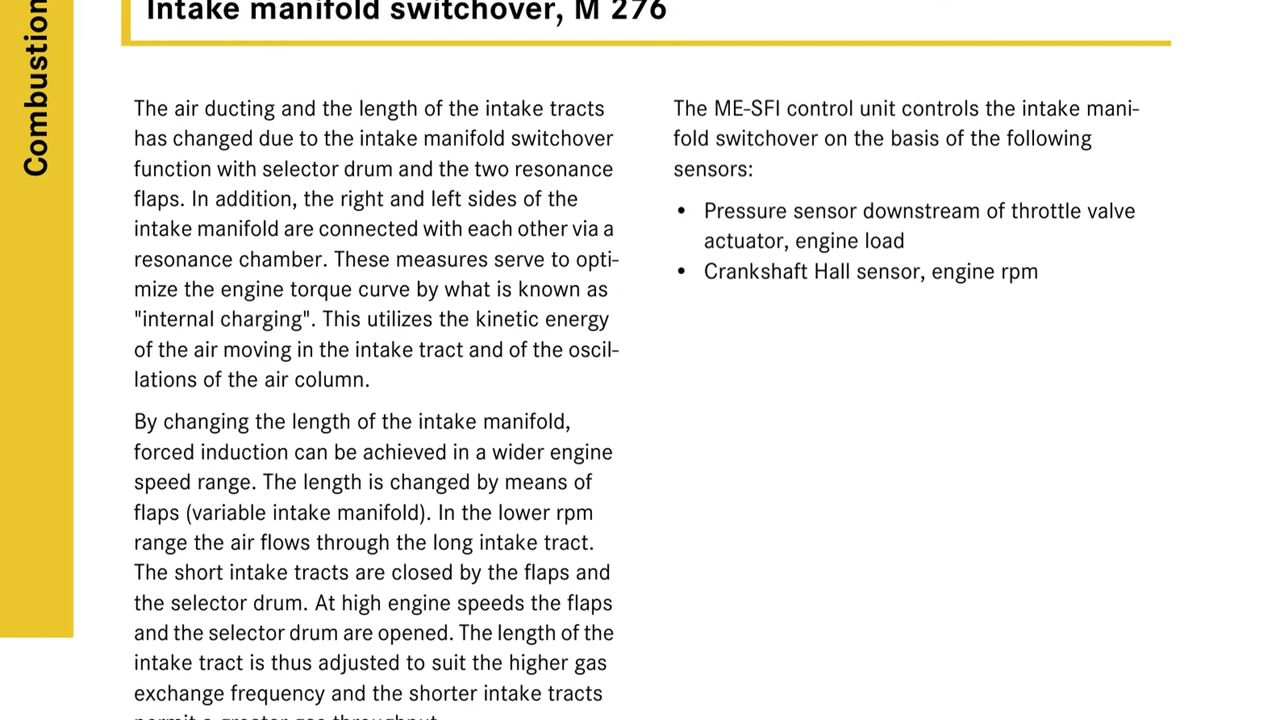 Combustion
Intake manifold switchover, M 276
The air ducting and the length of the intake tracts
has changed due to the intake manifold switchover
function with selector drum and the two resonance
flaps. In addition, the right and left sides of the
intake manifold are connected with each other via a
resonance chamber. These measures serve to opti-
mize the engine torque curve by what is known as
"internal charging". This utilizes the kinetic energy
of the air moving in the intake tract and of the oscil-
lations of the air column.
By changing the length of the intake manifold,
forced induction can be achieved in a wider engine
speed range. The length is changed by means of
flaps (variable intake manifold). In the lower rpm
range the air flows through the long intake tract.
The short intake tracts are closed by the flaps and
the selector drum. At high engine speeds the flaps
and the selector drum are opened. The length of the
intake tract is thus adjusted to suit the higher gas
exchange frequency and the shorter intake tracts
permit a greater gas throughput.
The ME-SFI control unit controls the intake mani-
fold switchover on the basis of the following
sensors:
• Pressure sensor downstream of throttle valve
actuator, engine load
• Crankshaft Hall sensor, engine rpm